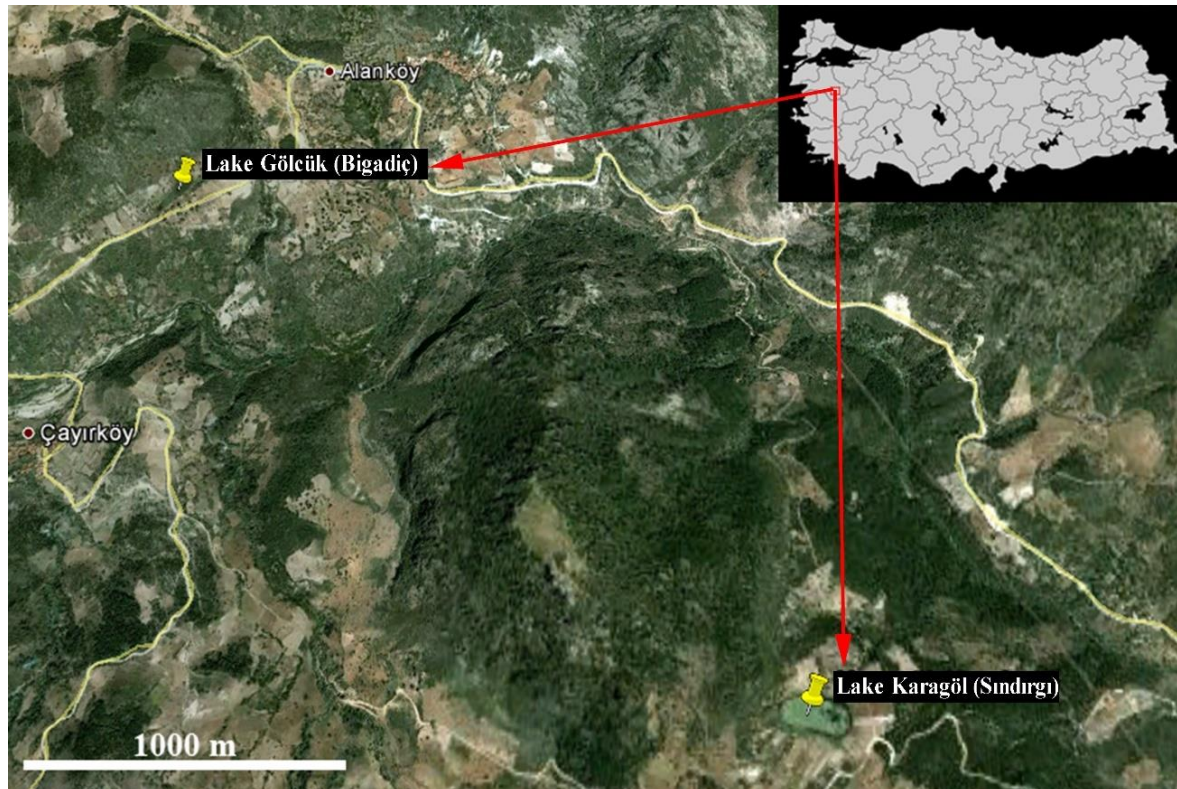 Alanköy
Lake Gölcük (Bigadiç)
Çayırköy
Lake Karagöl (Sındırgı)
1000 m